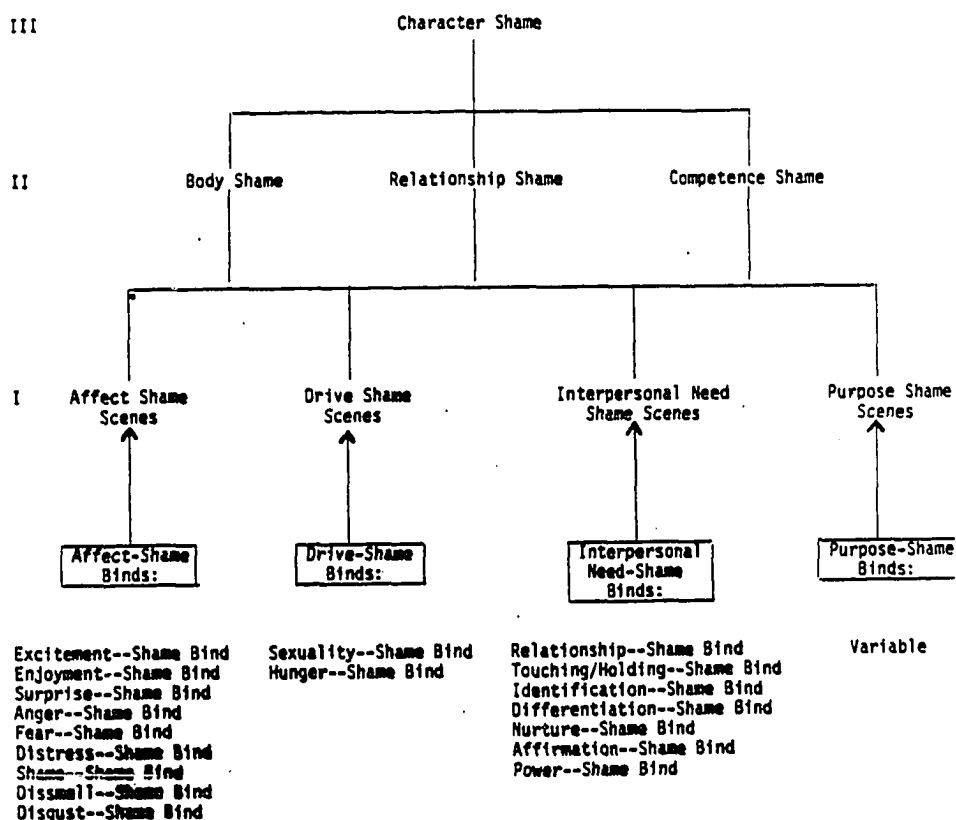 III
Character Shame
II
Body Shame
Relationship Shame
Competence Shame
I
Affect Shame
Scenes
Drive Shame
Scenes
Interpersonal Need
Shame Scenes
Purpose Shame
Scenes
Affect-Shame
Binds:
Drive-Shame
Binds:
Interpersonal
Need-Shame
Binds:
Purpose-Shame
Binds:
Excitement--Shame Bind
Enjoyment--Shame Bind
Surprise--Shame Bind
Anger--Shame Bind
Fear--Shame Bind
Distress--Shame Bind
Shame--Shame Bind
Dissmell--Shame Bind
Disgust--Shame Bind
Sexuality--Shame Bind
Hunger--Shame Bind
Relationship--Shame Bind
Touching/Holding--Shame Bind
Identification--Shame Bind
Differentiation--Shame Bind
Nurture--Shame Bind
Affirmation--Shame Bind
Power--Shame Bind
Variable